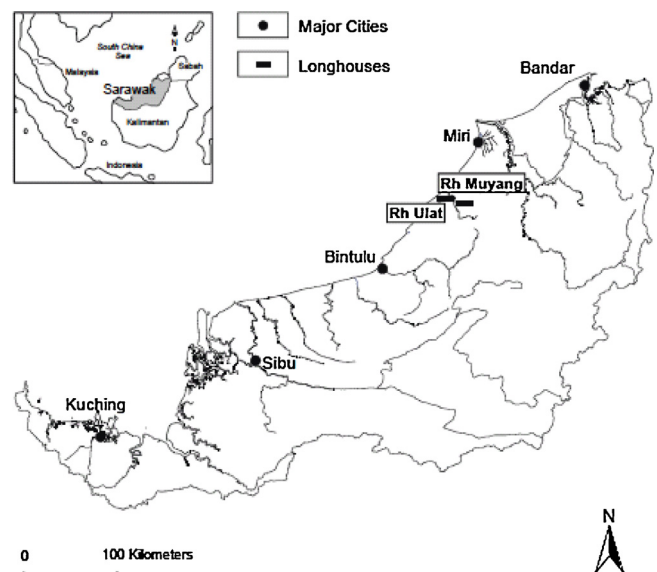 N
South China
Sea
Malaysia
Sabah
Sarawak
Kalimantan
Indonesia
Major Cities
Longhouses
Bandar
Miri
Rh Muyang
Rh Ulat
Bintulu
Sibu
Kuching
N
0 100 Kilometers